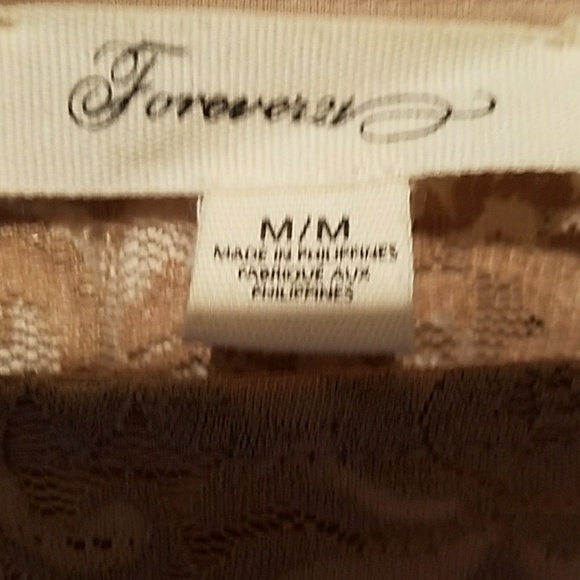 Forever21
M/M
MADE IN PHILIPPINES
FABRIQUE AUX
PHILIPPINES